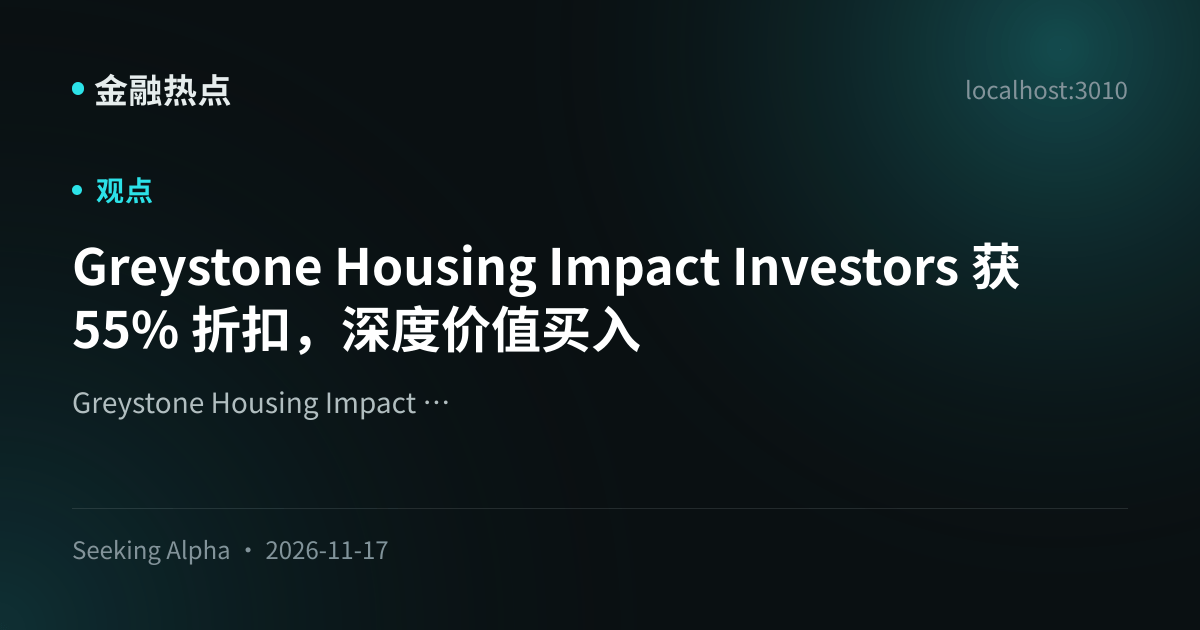 金融热点
localhost:3010
观点
Greystone Housing Impact Investors 获
55% 折扣，深度价值买入
Greystone Housing Impact …
Seeking Alpha · 2026-11-17